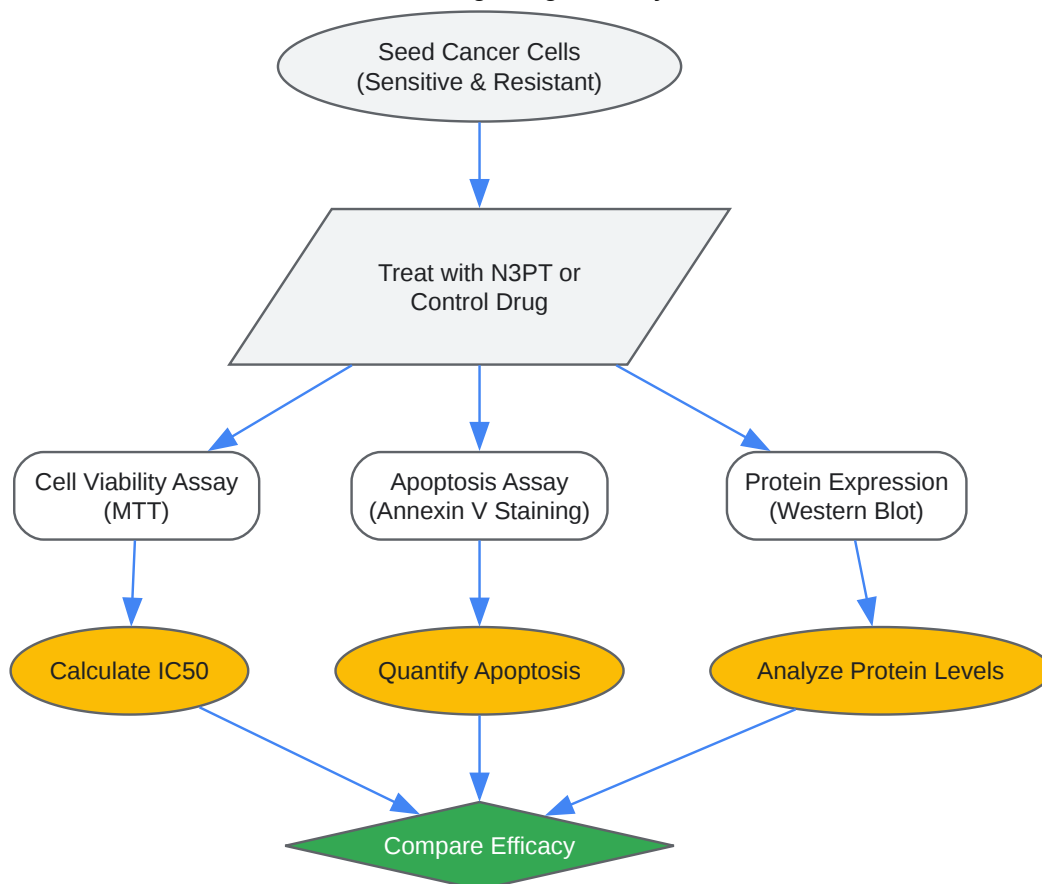 Seed Cancer Cells
(Sensitive & Resistant)
Treat with N3PT or
Control Drug
Cell Viability Assay
(MTT)
Apoptosis Assay
(Annexin V Staining)
Protein Expression
(Western Blot)
Calculate IC50
Quantify Apoptosis
Analyze Protein Levels
Compare Efficacy